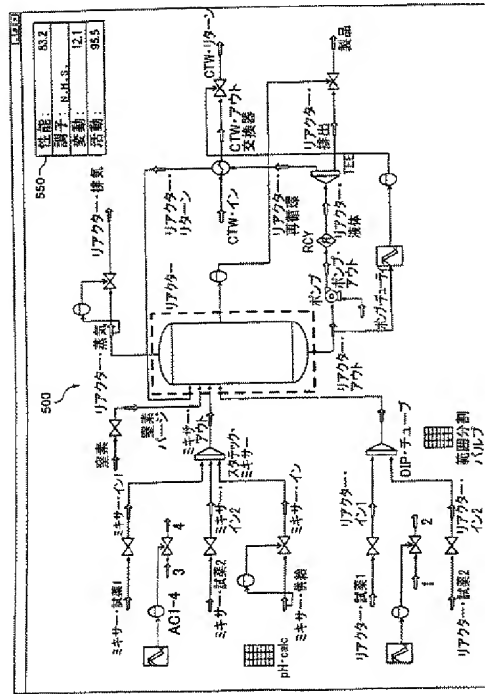 550
性能: 83.2
調子: N.M.S.
変動: 12.1
活動: 95.5
500
リアクター・排気
リアクター・蒸気
窒素
窒素
パージ
ミキサー・イン1
ミキサー・試薬1
AC1-4
3
4
ミキサー・試薬2
ミキサー・イン2
ミキサー・
アウト
スタテック・
ミキサー
ミキサー・イン
ミキサー・供給
pH-calc
リアクター
リアクター・
リターン
CTW・イン
CTW・アウト
交換器
CTW・リターン
リアクター・
再循環
RCY
リアクター・
液体
リアクター・
排出
製品
TEE
ポンプ
ポンプ・
アウト
ポンプ・デューティ
リアクター・
アウト
リアクター・試薬1
リアクター・イン1
1
2
リアクター・試薬2
リアクター・イン2
DIP・チューブ
範囲分割
バルブ